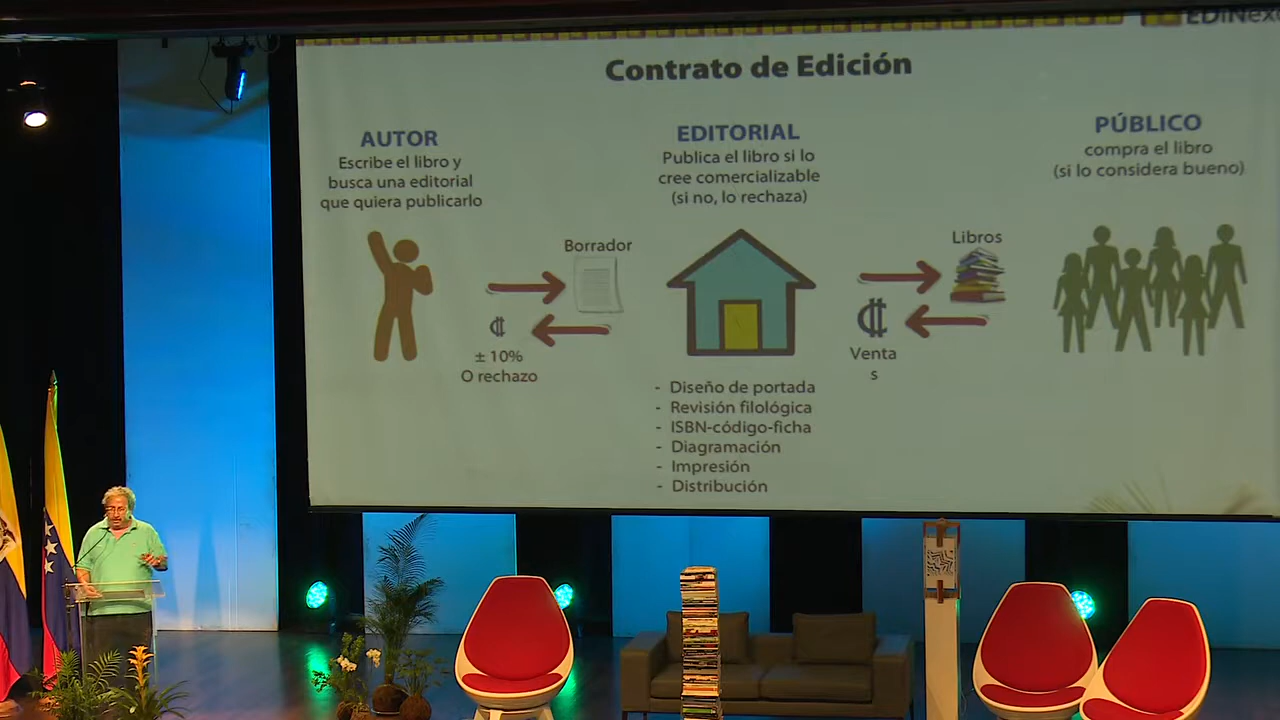 EDiNexo
Contrato de Edición
AUTOR
Escribe el libro y
busca una editorial
que quiera publicarlo
EDITORIAL
Publica el libro si lo
cree comercializable
(si no, lo rechaza)
PÚBLICO
compra el libro
(si lo considera bueno)
Borrador
₡
± 10%
O rechazo
Libros
₡
Venta
s
- Diseño de portada
- Revisión filológica
- ISBN-código-ficha
- Diagramación
- Impresión
- Distribución